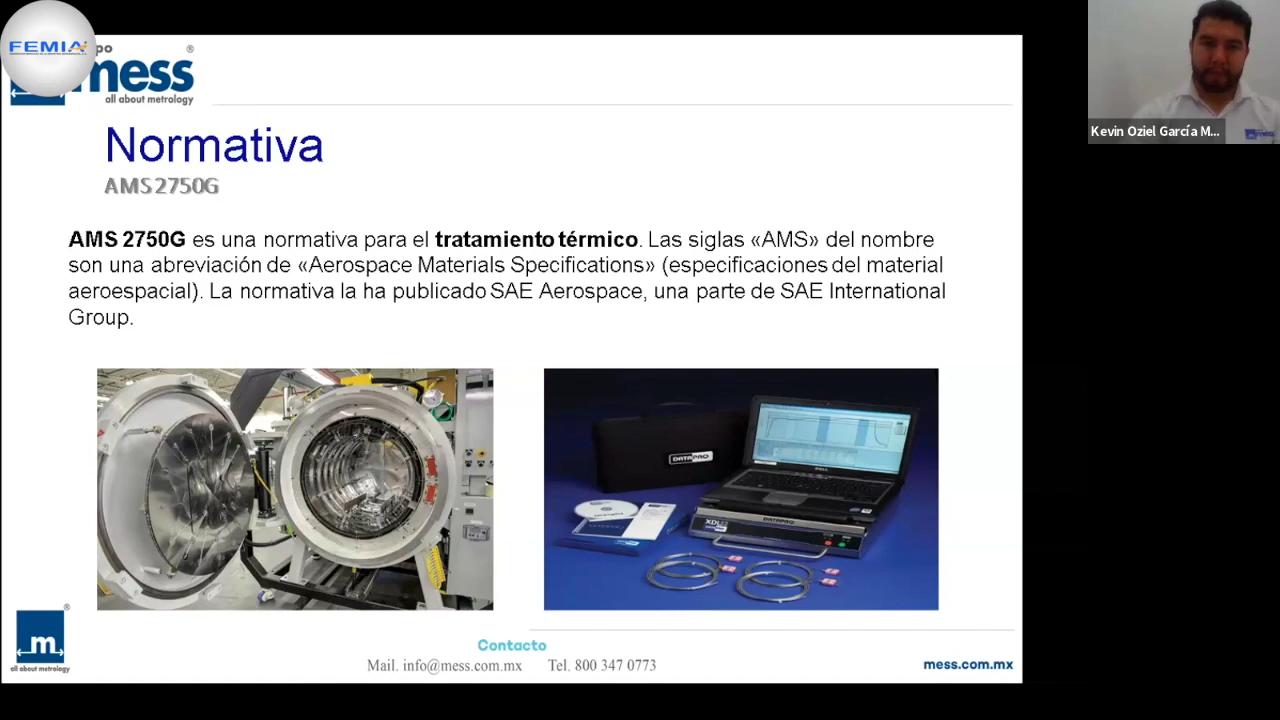 FEMIA
po
mess
all about metrology
Kevin Oziel García M...
Normativa
AMS2750G
AMS 2750G es una normativa para el tratamiento térmico. Las siglas «AMS» del nombre
son una abreviación de «Aerospace Materials Specifications» (especificaciones del material
aeroespacial). La normativa la ha publicado SAE Aerospace, una parte de SAE International
Group.
DATAPRO
DELL
DATAPRO
m
all about metrology
Contacto
Mail. info@mess.com.mx Tel. 800 347 0773
mess.com.mx